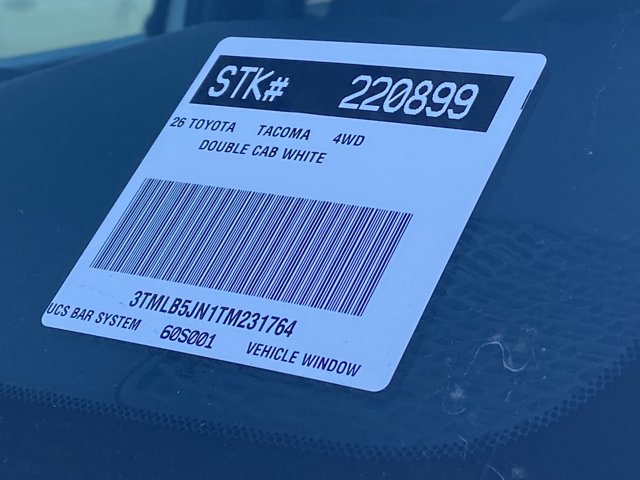 STK# 220899
26 TOYOTA TACOMA 4WD
DOUBLE CAB WHITE
3TMLB5JN1TM231764
UCS BAR SYSTEM 60S001 VEHICLE WINDOW